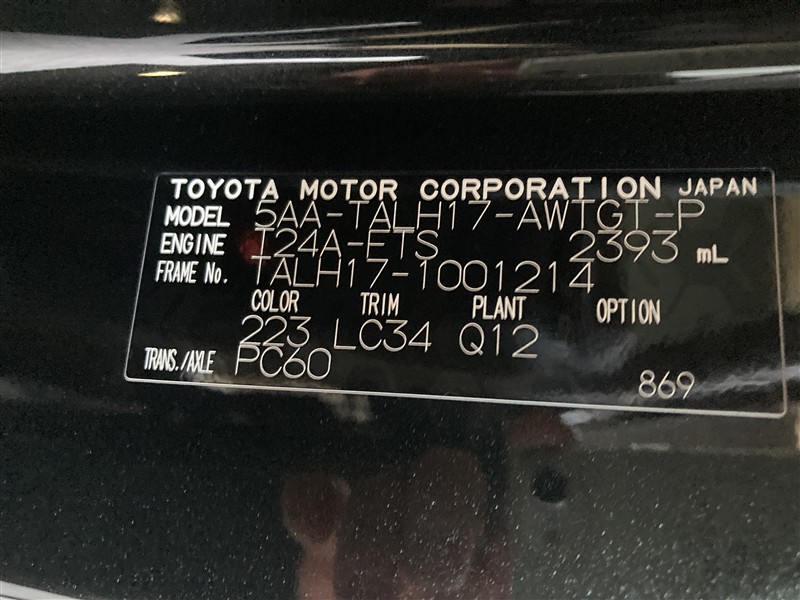 TOYOTA MOTOR CORPORATION JAPAN
MODEL 5AA-TALH17-AWTGT-P
ENGINE T24A-FTS 2393 mL
FRAME No. TALH17-1001214
COLOR TRIM PLANT OPTION
223 LC34 Q12
TRANS./AXLE PC60
869